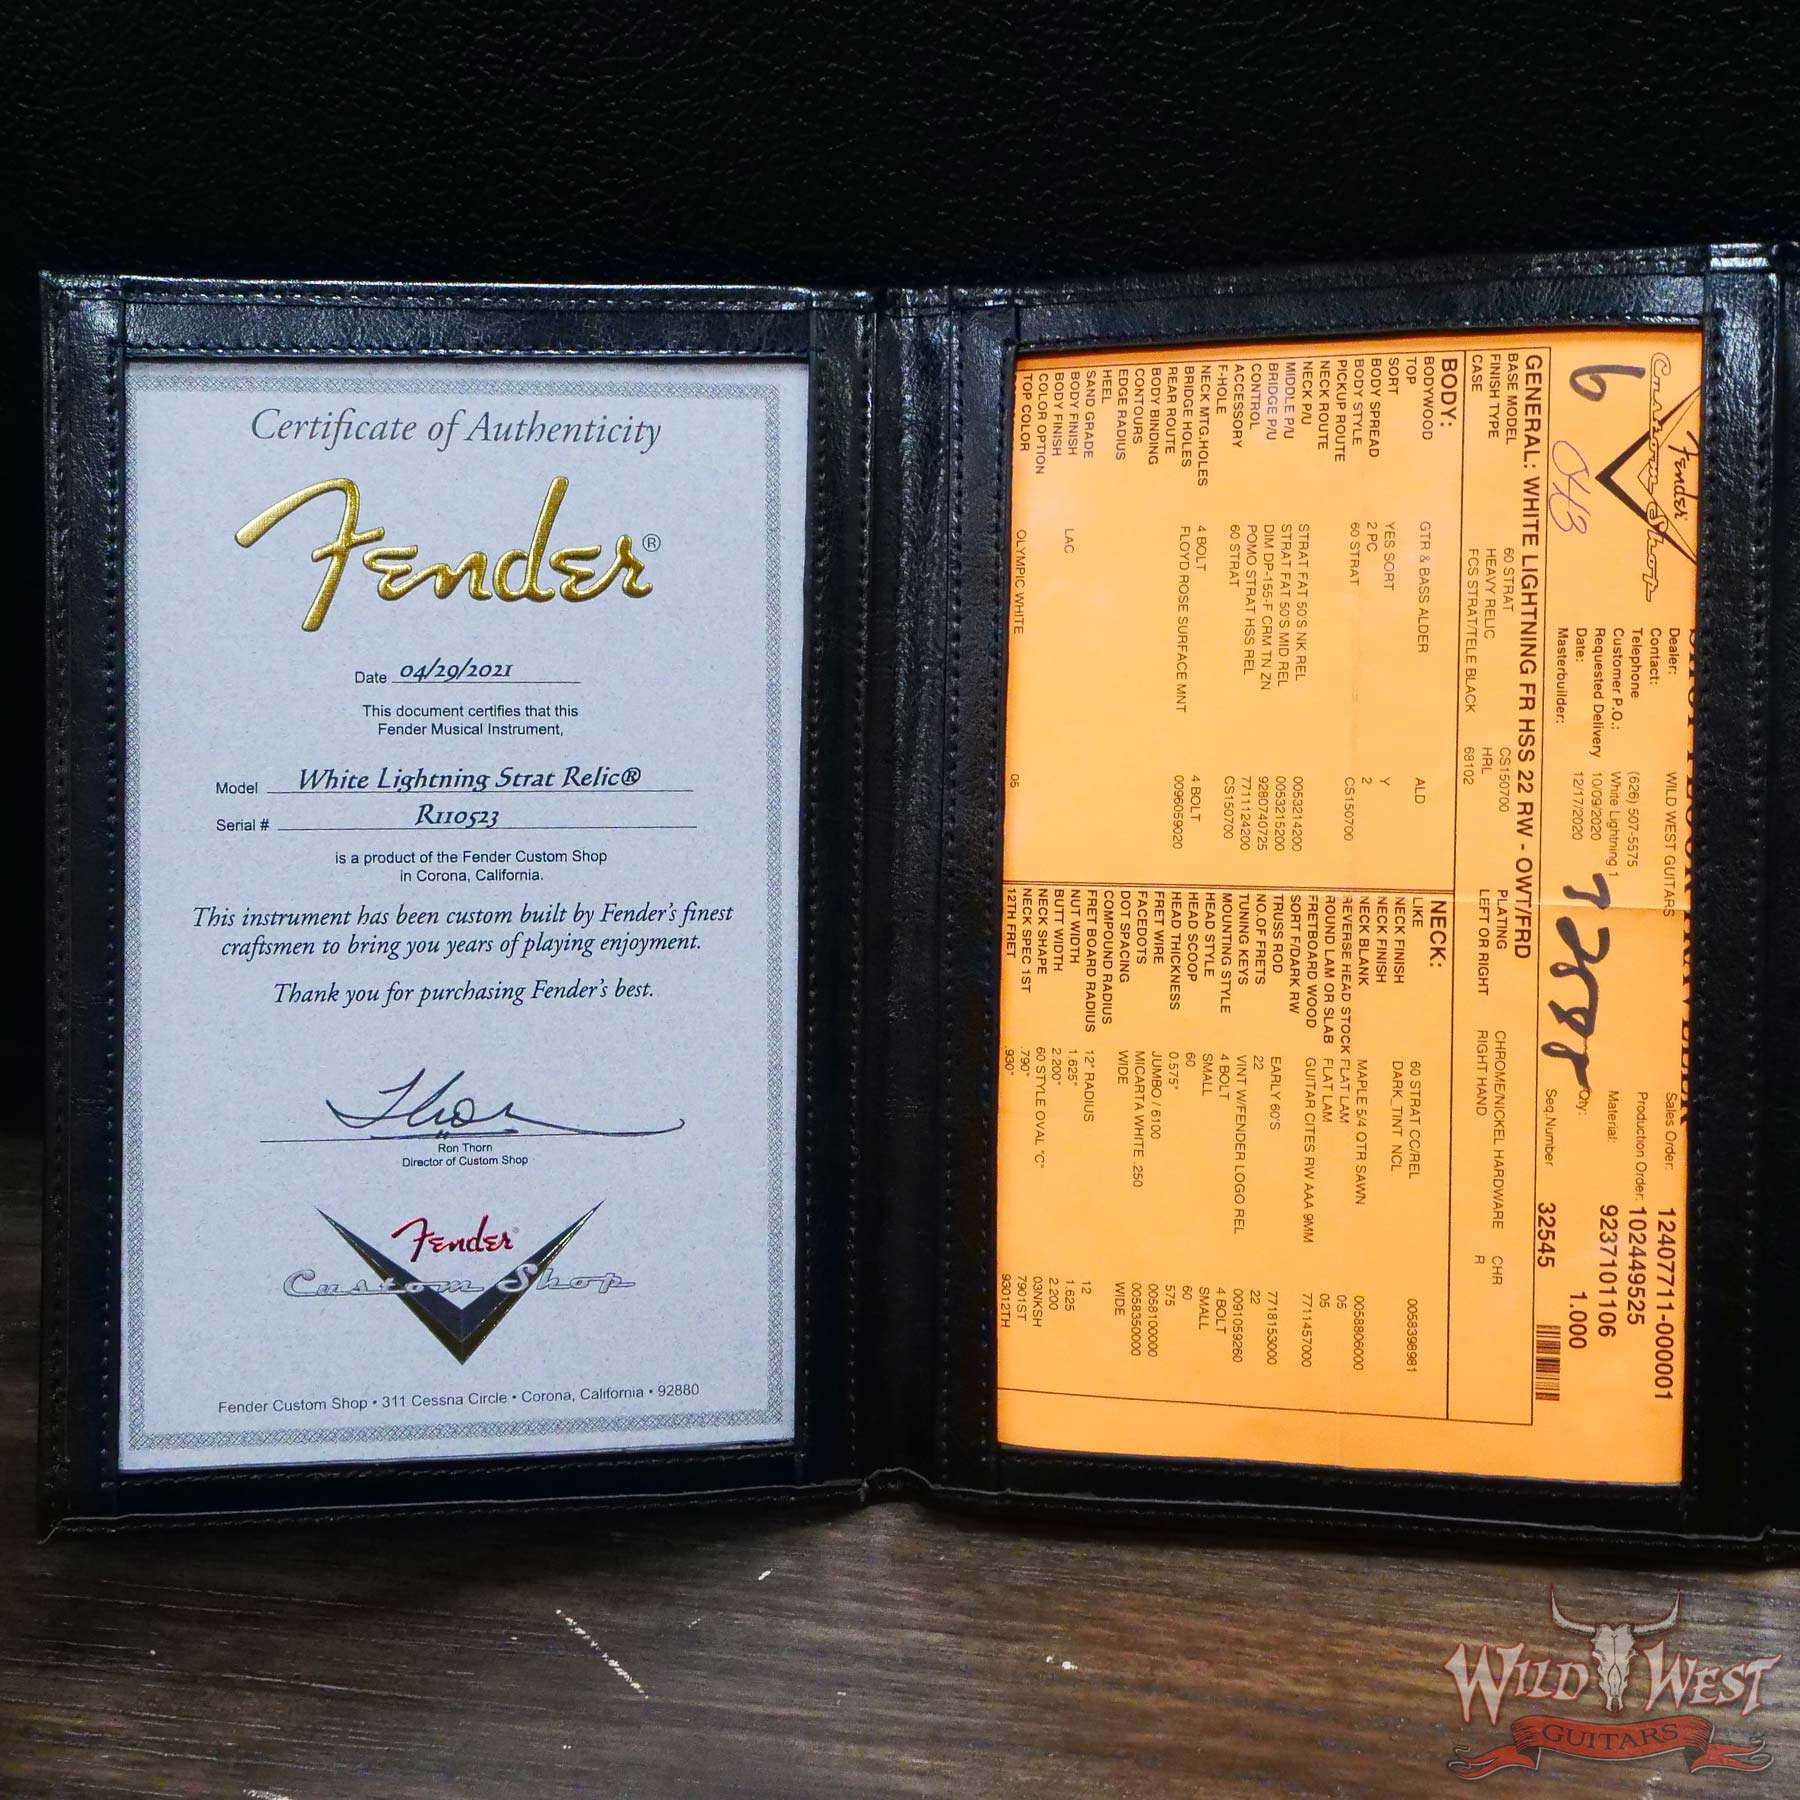 Certificate of Authenticity
Fender®
Date 04/29/2021
This document certifies that this
Fender Musical Instrument,
Model White Lightning Strat Relic®
Serial # R110523
is a product of the Fender Custom Shop
in Corona, California.
This instrument has been custom built by Fender's finest
craftsmen to bring you years of playing enjoyment.
Thank you for purchasing Fender's best.
Ron Thorn
Director of Custom Shop
Fender
Custom Shop
Fender Custom Shop • 311 Cessna Circle • Corona, California • 92880
Fender
Custom Shop
6
Dealer: WILD WEST GUITARS
Contact:
Telephone (626) 507-5575
Customer P.O.: White Lightning 1
Requested Delivery 10/09/2020
Date: 12/17/2020
Masterbuilder:
Sales Order: 12407711-000001
Production Order: 102449525
Material: 9237101106
Qty: 1.000
Seq.Number 32545
GENERAL: WHITE LIGHTNING FR HSS 22 RW - OWT/FRD
BASE MODEL 60 STRAT CS150700
FINISH TYPE HEAVY RELIC HRL
CASE FCS STRAT/TELE BLACK 68102
PLATING CHROME/NICKEL HARDWARE CHR
LEFT OR RIGHT RIGHT HAND R
BODY:
BODYWOOD GTR & BASS ALDER ALD
TOP
SORT YES SORT Y
BODY SPREAD 2 PC 2
BODY STYLE 60 STRAT CS150700
PICKUP ROUTE
NECK ROUTE
NECK P/U STRAT FAT 50'S NK REL 0053214200
MIDDLE P/U STRAT FAT 50'S MID REL 0053215200
BRIDGE P/U DIM DP-155-F CRM TN ZN 9280740725
CONTROL POMO STRAT HSS REL 7711124200
ACCESSORY 60 STRAT CS150700
F-HOLE
NECK MTG.HOLES 4 BOLT 4 BOLT
BRIDGE HOLES FLOYD ROSE SURFACE MNT 0096059020
REAR ROUTE
BODY BINDING
CONTOURS
EDGE RADIUS
HEEL
SAND GRADE
BODY FINISH LAC
BODY FINISH
COLOR OPTION
TOP COLOR OLYMPIC WHITE 05
NECK:
LIKE 60 STRAT CC/REL 0058398981
NECK FINISH DARK_TINT NCL
NECK FINISH
NECK BLANK MAPLE 5/4 QTR SAWN 0058806000
REVERSE HEAD STOCK FLAT LAM 05
ROUND LAM OR SLAB FLAT LAM 05
FRETBOARD WOOD GUITAR CITES RW AAA 9MM 7711457000
SORT F/DARK RW
TRUSS ROD EARLY 60'S 7718153000
NO.OF FRETS 22 22
TUNING KEYS VINT W/FENDER LOGO REL 0091059260
MOUNTING STYLE 4 BOLT 4 BOLT
HEAD STYLE SMALL SMALL
HEAD SCOOP 60 60
HEAD THICKNESS 0.575" 575
FRET WIRE JUMBO / 6100 0058100000
FACEDOTS MICARTA WHITE .250 0058350000
DOT SPACING WIDE WIDE
COMPOUND RADIUS
FRET BOARD RADIUS 12" RADIUS 12
NUT WIDTH 1.625" 1.625
BUTT WIDTH 2.200" 2.200
NECK SHAPE 60 STYLE OVAL "C" 03NKSH
NECK SPEC 1ST .790" 7901ST
12TH FRET .930" 93012TH
WILD WEST
GUITARS